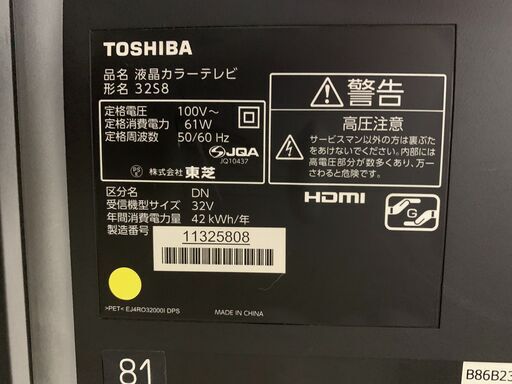 TOSHIBA
品名 液晶カラーテレビ
形名 32S8
定格電圧 100V～
定格消費電力 61W
定格周波数 50/60 Hz
JQA
JQ10437
株式会社 東芝
警告
高圧注意
サービスマン以外の方は裏ぶた
をあけないでください。内部には
高電圧部分が数多くあり、万一
さわると危険です。
区分名 DN
受信機型サイズ 32V
年間消費電力量 42 kWh/年
製造番号
11325808
HDMI
G
>PET< EJ4RO32000I DPS
MADE IN CHINA
81
B86B23